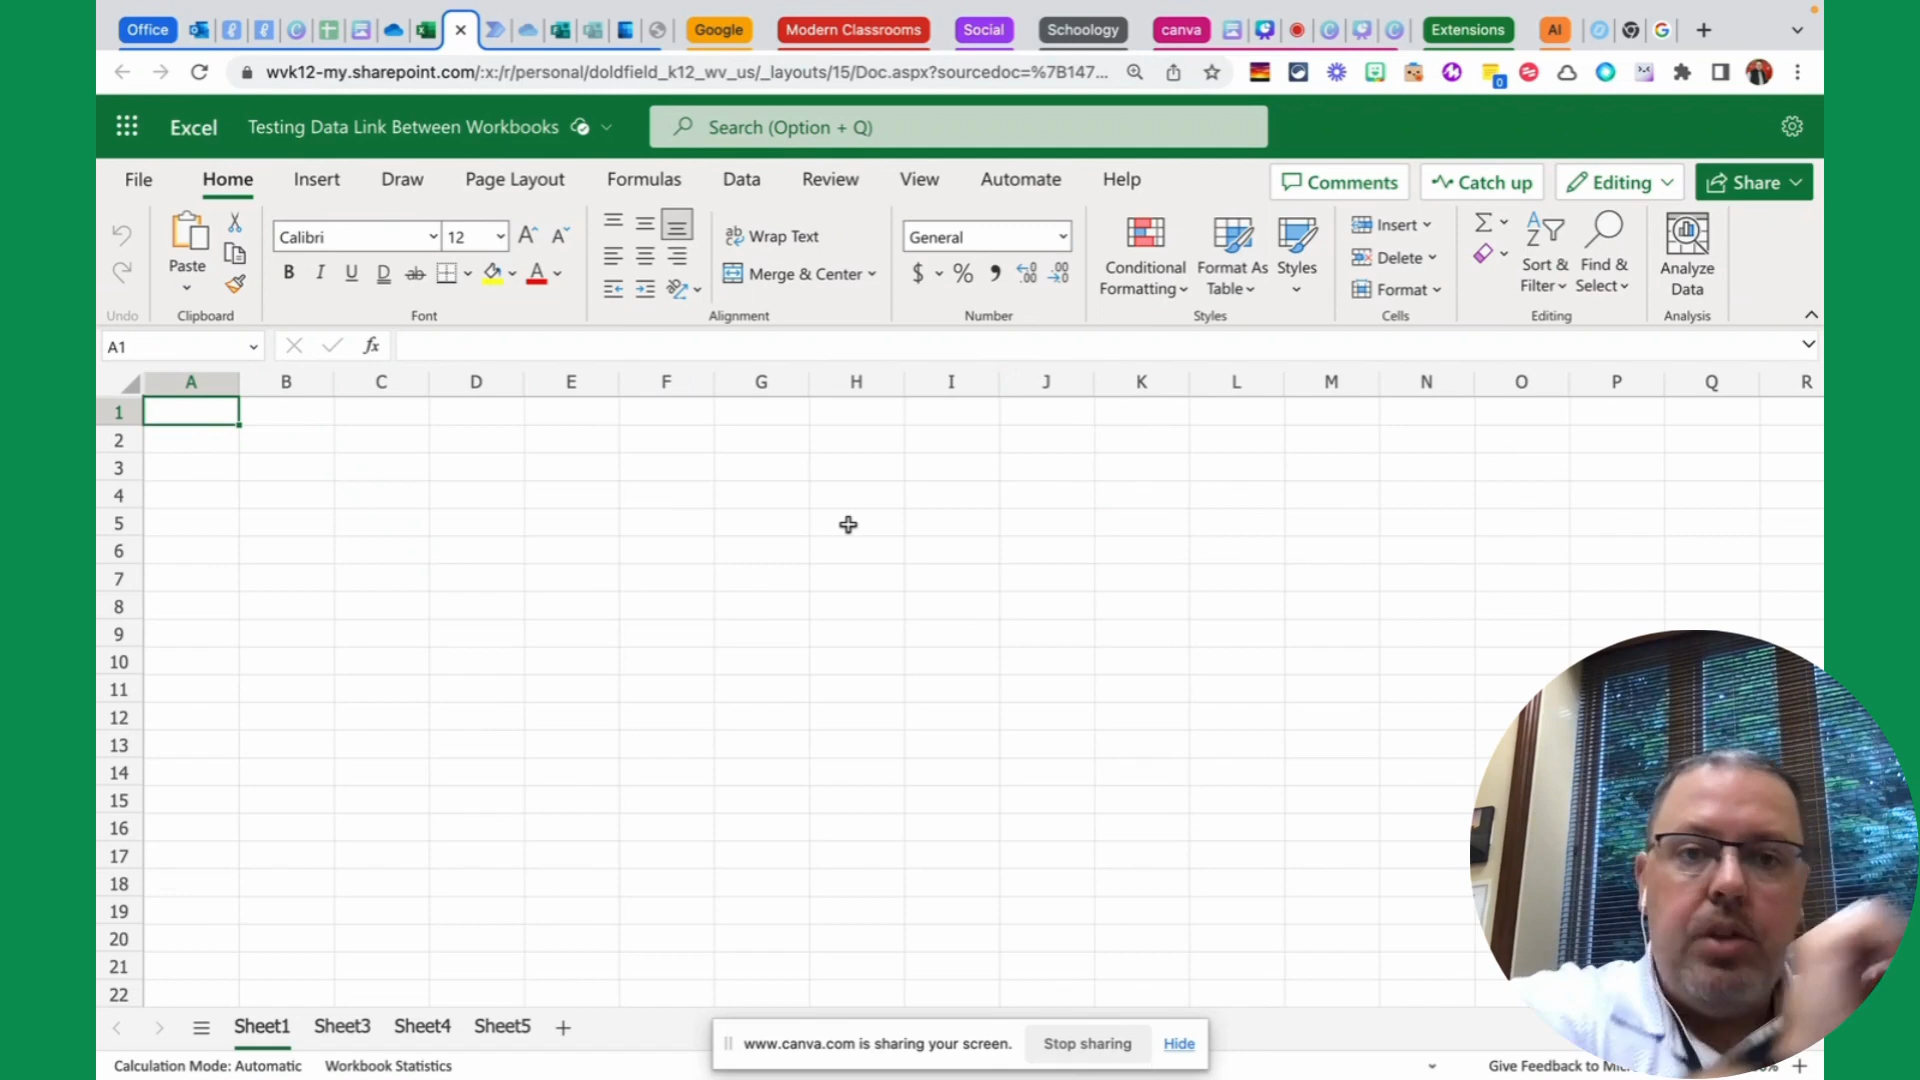 Office
Google
Modern Classrooms
Social
Schoology
canva
Extensions
AI
wvk12-my.sharepoint.com/:x:/r/personal/doldfield_k12_wv_us/_layouts/15/Doc.aspx?sourcedoc=%7B147...
0
Excel
Testing Data Link Between Workbooks
Search (Option + Q)
File
Home
Insert
Draw
Page Layout
Formulas
Data
Review
View
Automate
Help
Comments
Catch up
Editing
Share
Paste
Undo
Clipboard
Calibri
12
B I U D ab
A
Font
Wrap Text
Merge & Center
Alignment
General
$ % 9
Number
Conditional
Formatting
Format As
Table
Styles
Styles
Insert
Delete
Format
Cells
Sort &
Filter
Find &
Select
Editing
Analyze
Data
Analysis
A1
fx
A B C D E F G H I J K L M N O P Q R
1
2
3
4
5
6
7
8
9
10
11
12
13
14
15
16
17
18
19
20
21
22
Sheet1
Sheet3
Sheet4
Sheet5
www.canva.com is sharing your screen.
Stop sharing
Hide
Calculation Mode: Automatic
Workbook Statistics
Give Feedback to